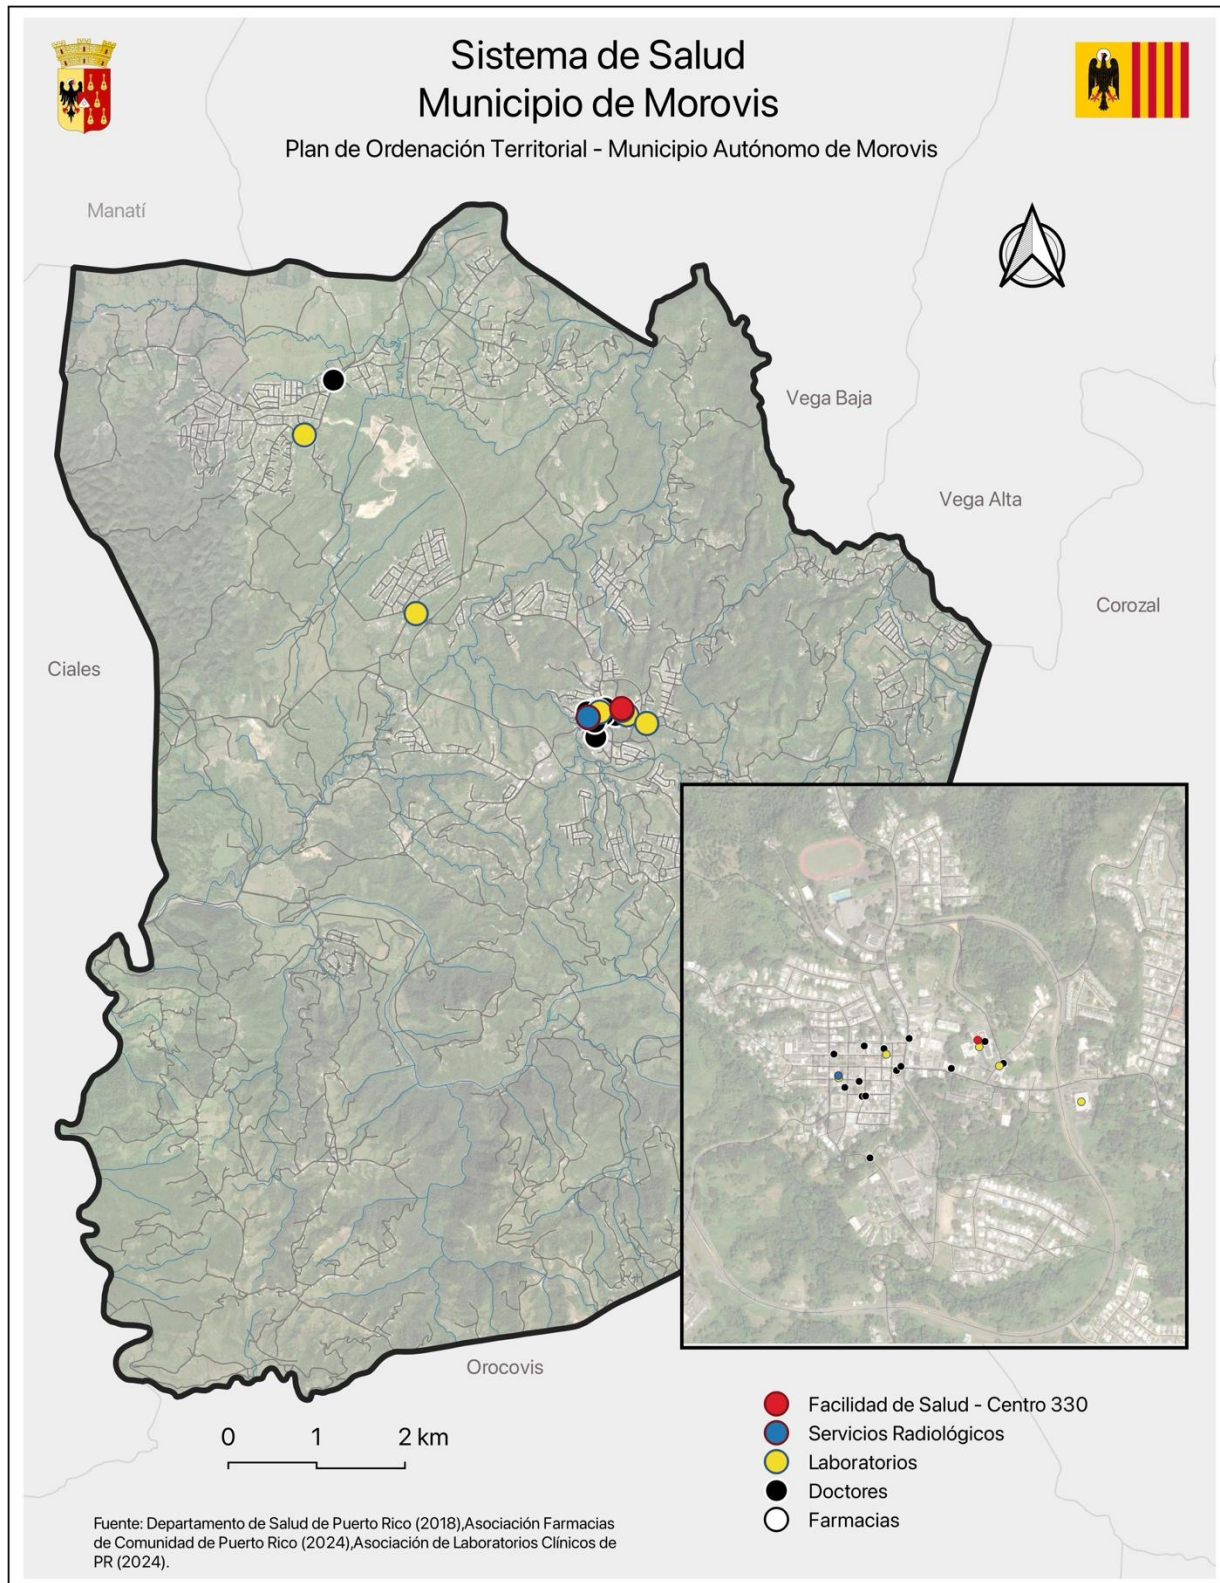 Sistema de Salud
Municipio de Morovis
Plan de Ordenación Territorial - Municipio Autónomo de Morovis
Manatí
Vega Baja
Vega Alta
Corozal
Ciales
Orocovis
0 1 2 km
Facilidad de Salud - Centro 330
Servicios Radiológicos
Laboratorios
Doctores
Farmacias
Fuente: Departamento de Salud de Puerto Rico (2018),Asociación Farmacias
de Comunidad de Puerto Rico (2024),Asociación de Laboratorios Clínicos de
PR (2024).